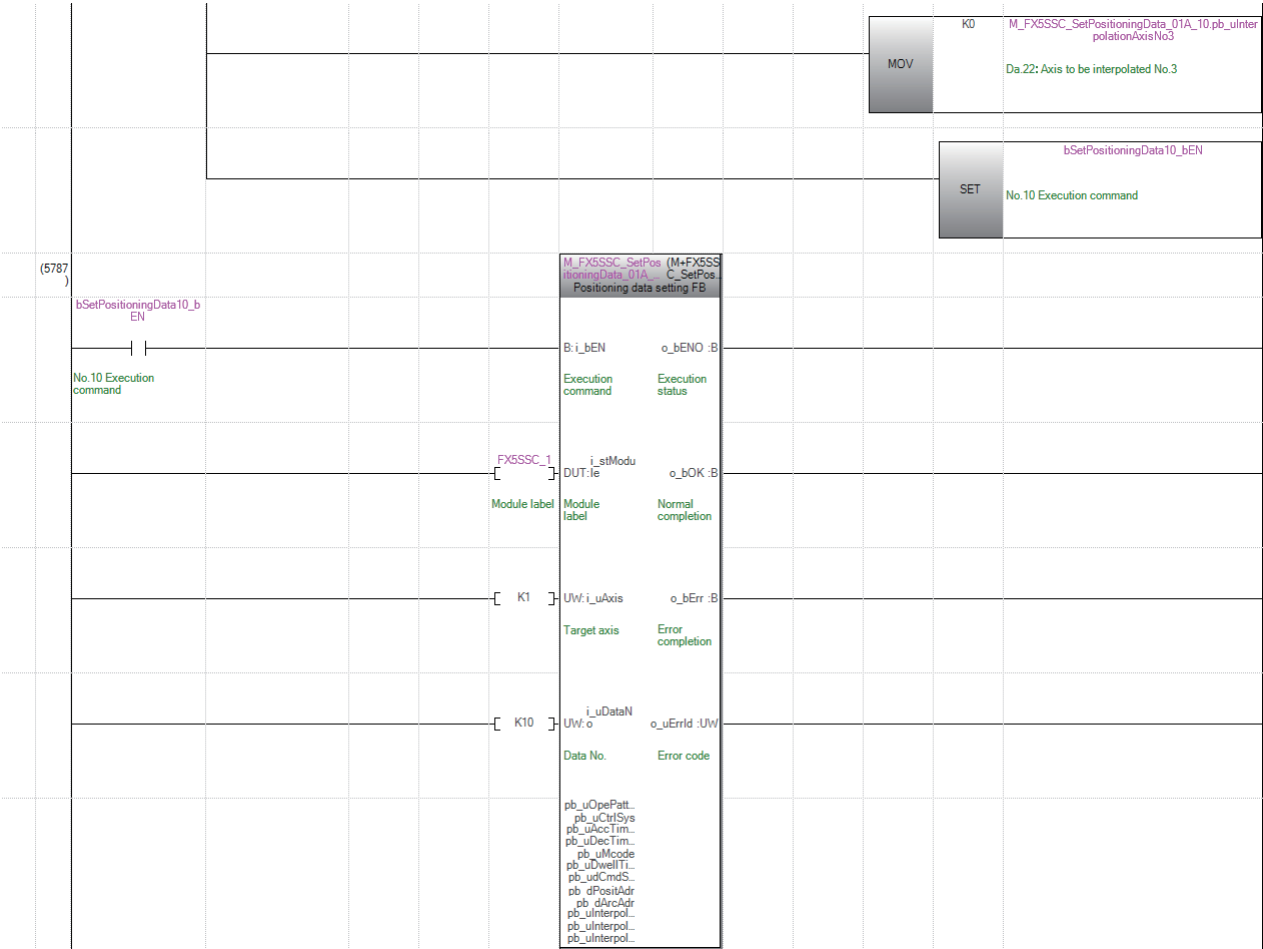 K0
M_FX5SSC_SetPositioningData_01A_10.pb_uInter
polationAxisNo3
MOV
Da.22: Axis to be interpolated No.3
bSetPositioningData10_bEN
SET
No.10 Execution command
(5787
)
M_FX5SSC_SetPos (M+FX5SS
itioningData_01A_... C_SetPos...
Positioning data setting FB
bSetPositioningData10_b
EN
B: i_bEN
o_bENO :B
No.10 Execution
command
Execution
command
Execution
status
FX5SSC_1
i_stModu
DUT:le
o_bOK :B
Module label
Module
label
Normal
completion
K1
UW: i_uAxis
o_bErr :B
Target axis
Error
completion
K10
i_uDataN
UW: o
o_uErrId :UW
Data No.
Error code
pb_uOpePatt...
pb_uCtrlSys
pb_uAccTim...
pb_uDecTim...
pb_uMcode
pb_uDwellTi...
pb_udCmdS...
pb_dPositAdr
pb_dArcAdr
pb_uInterpol...
pb_uInterpol...
pb_uInterpol...